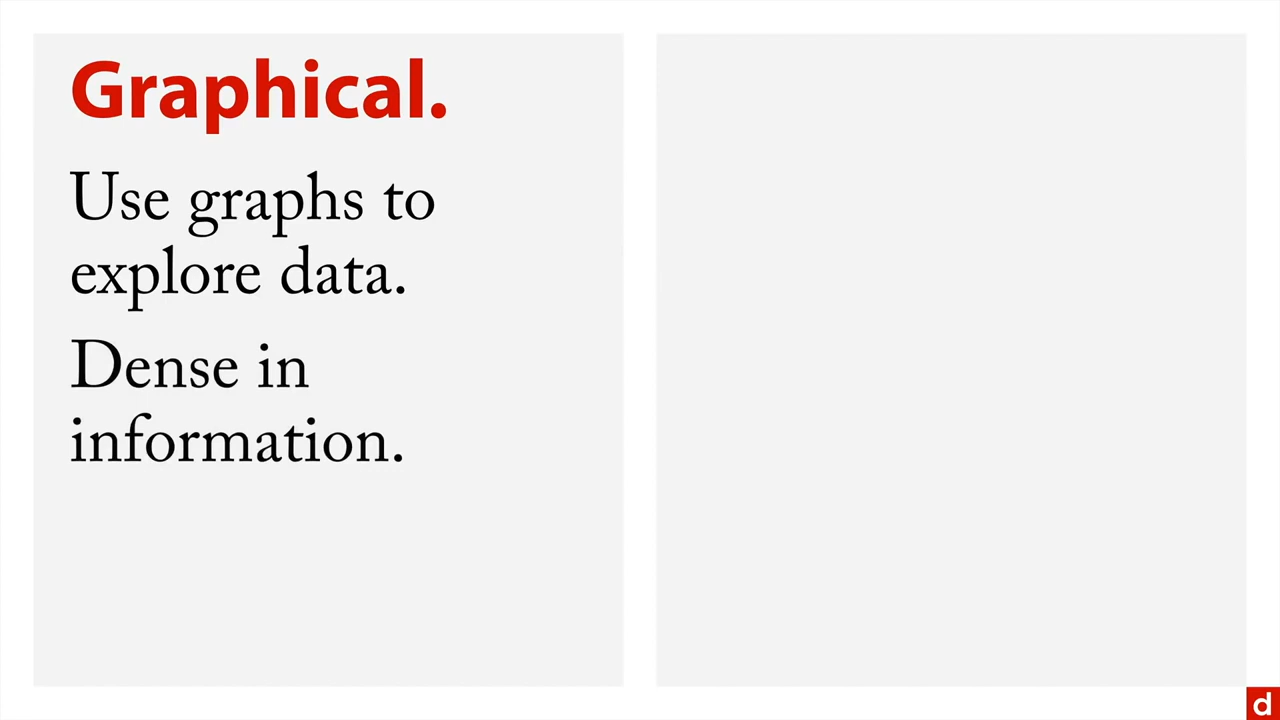 Graphical.
Use graphs to
explore data.
Dense in
information.
d